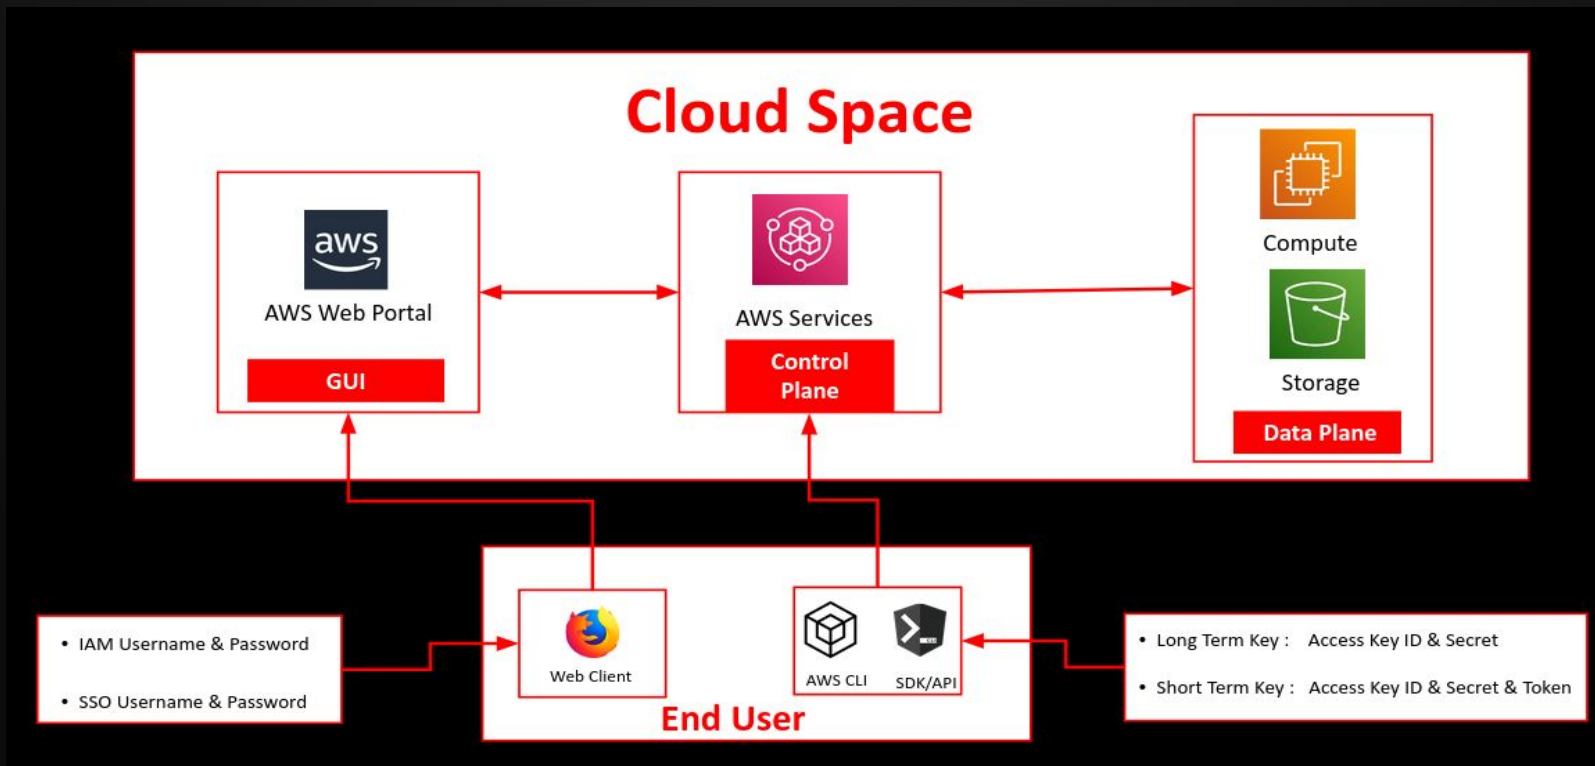 Cloud Space
aws
AWS Web Portal
GUI
AWS Services
Control
Plane
Compute
Storage
Data Plane
• IAM Username & Password
• SSO Username & Password
Web Client
AWS CLI
CLI
SDK/API
End User
• Long Term Key : Access Key ID & Secret
• Short Term Key : Access Key ID & Secret & Token